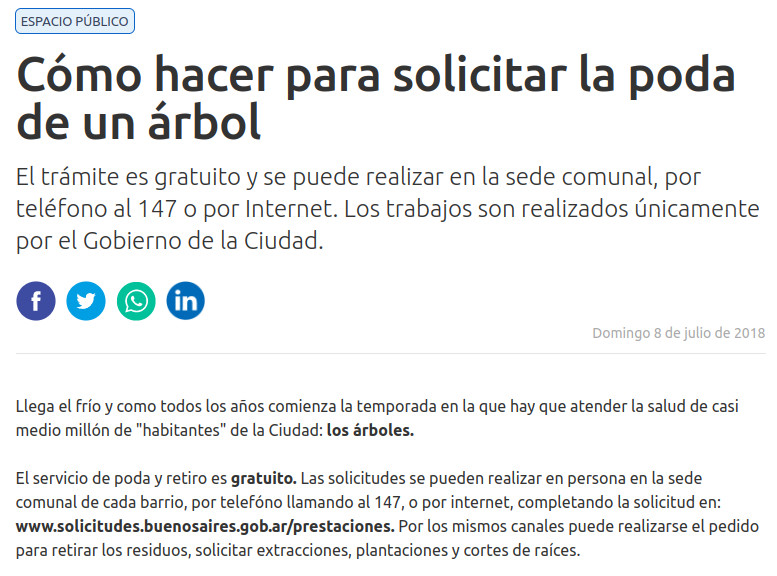 ESPACIO PÚBLICO
Cómo hacer para solicitar la poda
de un árbol
El trámite es gratuito y se puede realizar en la sede comunal, por
teléfono al 147 o por Internet. Los trabajos son realizados únicamente
por el Gobierno de la Ciudad.
Domingo 8 de julio de 2018
Llega el frío y como todos los años comienza la temporada en la que hay que atender la salud de casi
medio millón de "habitantes" de la Ciudad: los árboles.
El servicio de poda y retiro es gratuito. Las solicitudes se pueden realizar en persona en la sede
comunal de cada barrio, por telefóno llamando al 147, o por internet, completando la solicitud en:
www.solicitudes.buenosaires.gob.ar/prestaciones. Por los mismos canales puede realizarse el pedido
para retirar los residuos, solicitar extracciones, plantaciones y cortes de raíces.